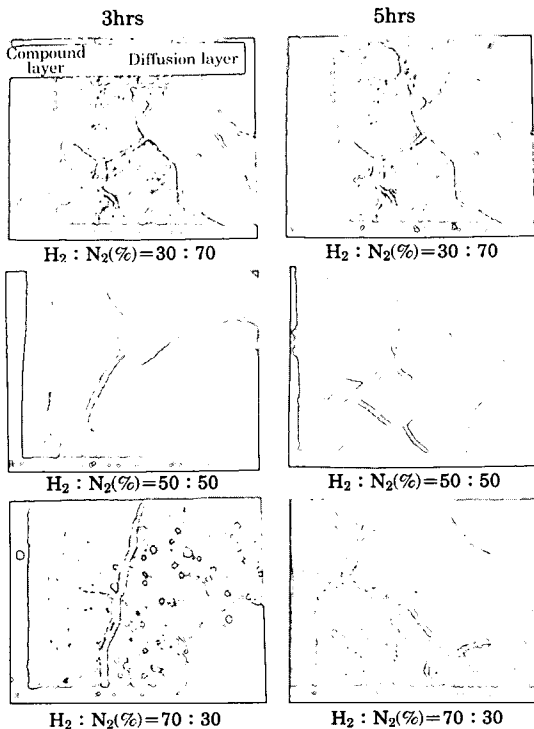 3hrs
5hrs
Compound layer
Diffusion layer
H₂ : N₂(%)=30 : 70
H₂ : N₂(%)=30 : 70
H₂ : N₂(%)=50 : 50
H₂ : N₂(%)=50 : 50
H₂ : N₂(%)=70 : 30
H₂ : N₂(%)=70 : 30